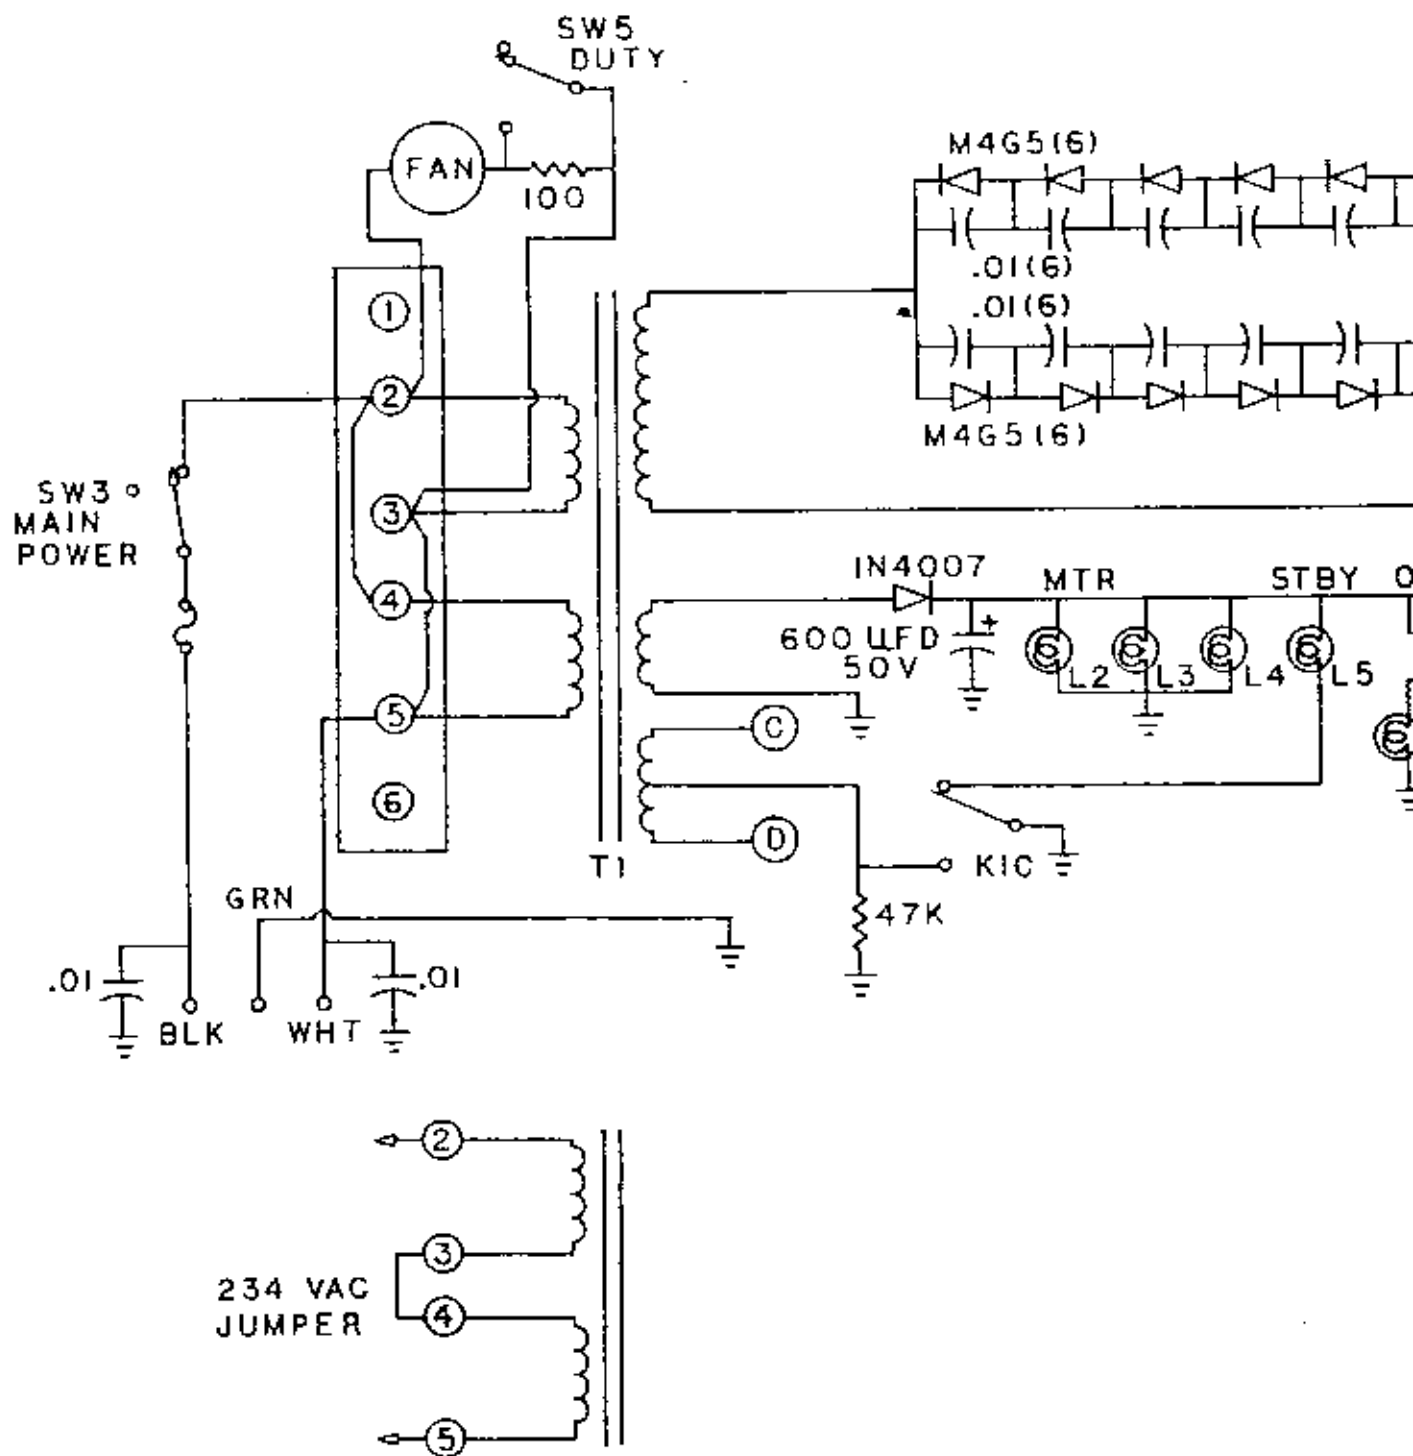 SW5
DUTY
FAN
100
M4G5(6)
.01(6)
.01(6)
M4G5(6)
1
2
3
4
5
6
SW3
MAIN
POWER
1N4007
MTR
STBY
600 UFD
50V
+
L2
L3
L4
L5
C
D
T1
K1C
47K
GRN
.01
BLK
WHT
.01
2
3
234 VAC
JUMPER
4
5